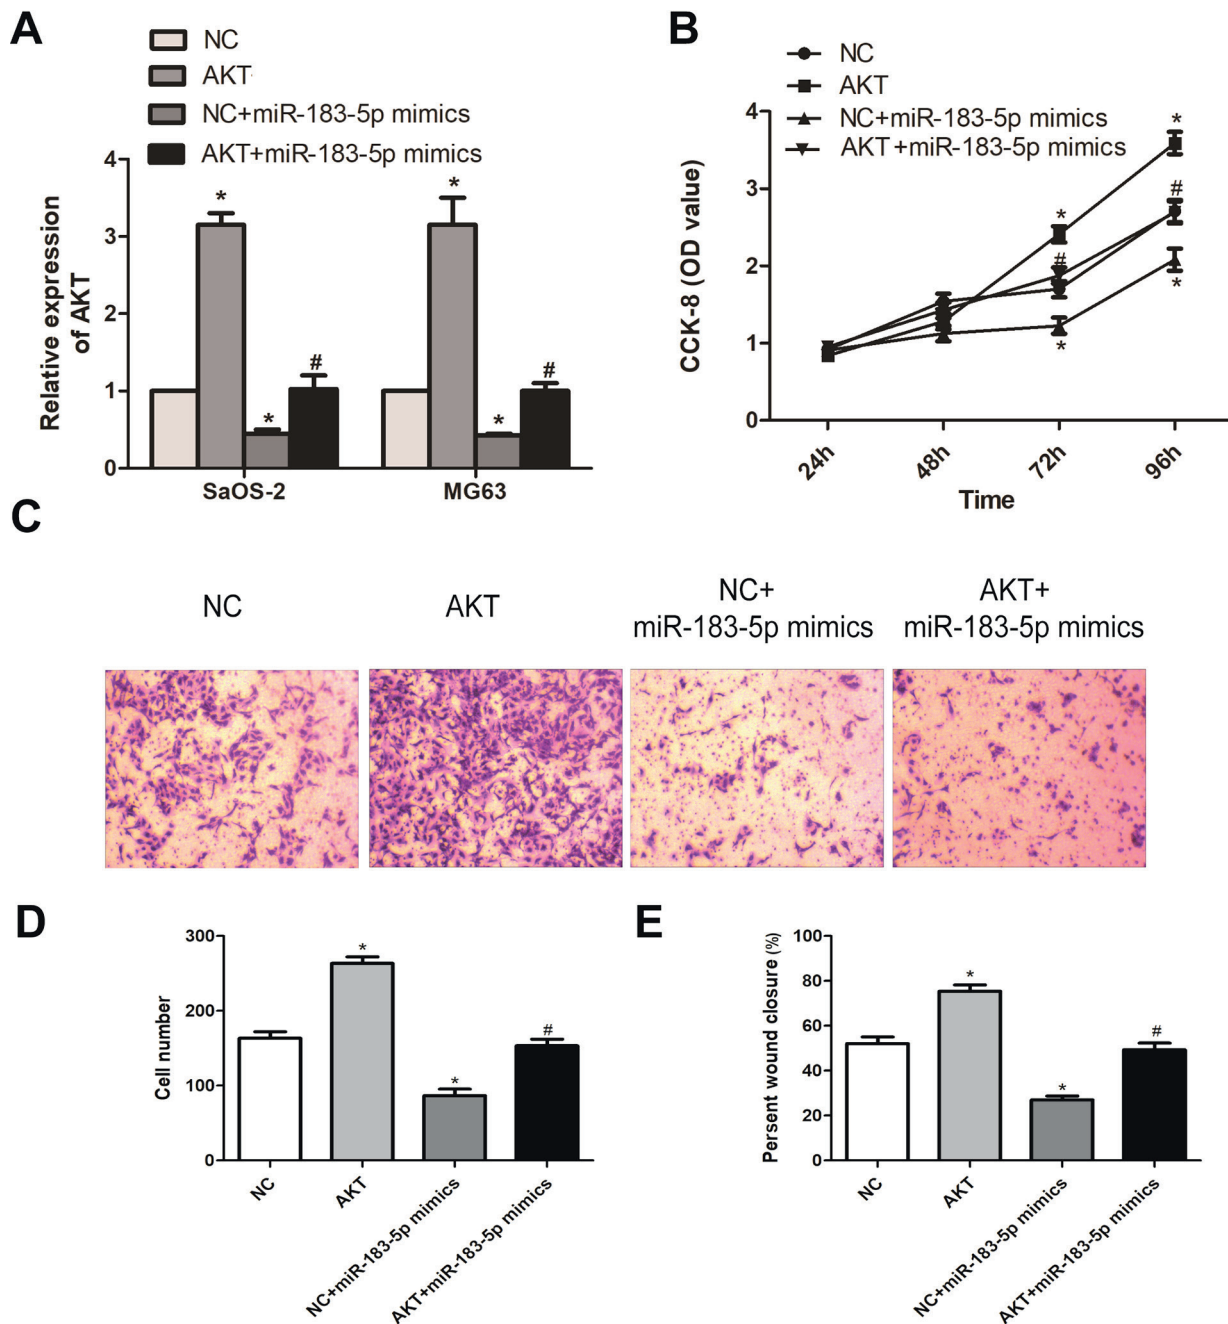 A
NC
AKT
NC+miR-183-5p mimics
AKT+miR-183-5p mimics
Relative expression
of AKT
4
3
2
1
0
*
*
#
*
*
#
SaOS-2
MG63
B
NC
AKT
NC+miR-183-5p mimics
AKT+miR-183-5p mimics
CCK-8 (OD value)
4
3
2
1
0
*
#
*
*
#
*
24h
48h
72h
96h
Time
C
NC
AKT
NC+
miR-183-5p mimics
AKT+
miR-183-5p mimics
D
Cell number
300
200
100
0
*
*
#
NC
AKT
NC+miR-183-5p mimics
AKT+miR-183-5p mimics
E
Persent wound closure (%)
100
80
60
40
20
0
*
*
#
NC
AKT
NC+miR-183-5p mimics
AKT+miR-183-5p mimics